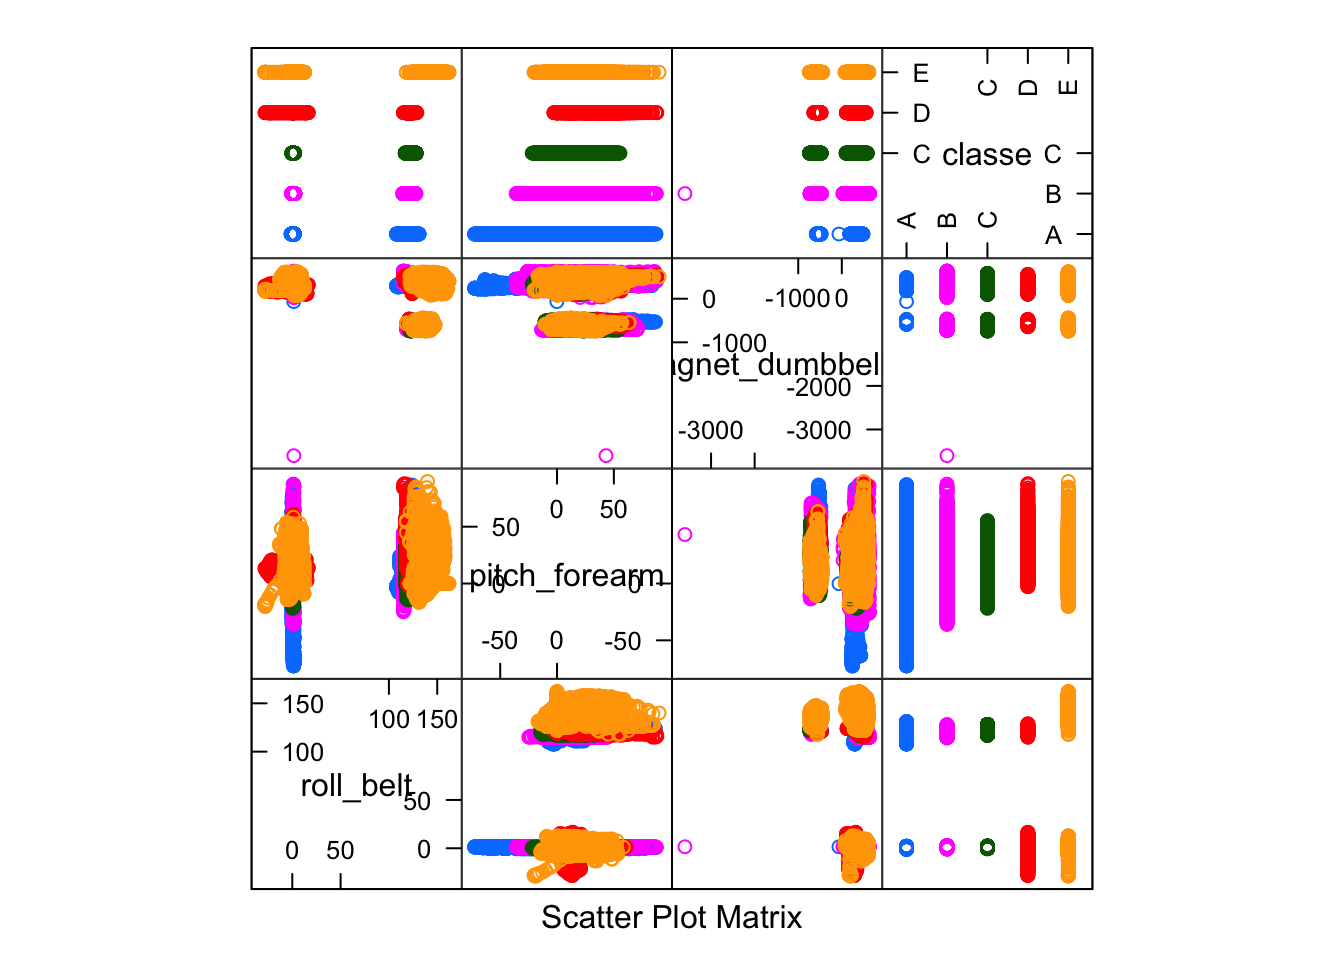 E
C D E
D
C classe C
B
A B C
A
-1000 0
0
-1000
agnet_dumbbel
-2000
-3000 -3000
0 50
50
pitch_forearm
0 0
-50 0 -50
150
100 150
100
roll_belt
50
0 50 0
Scatter Plot Matrix